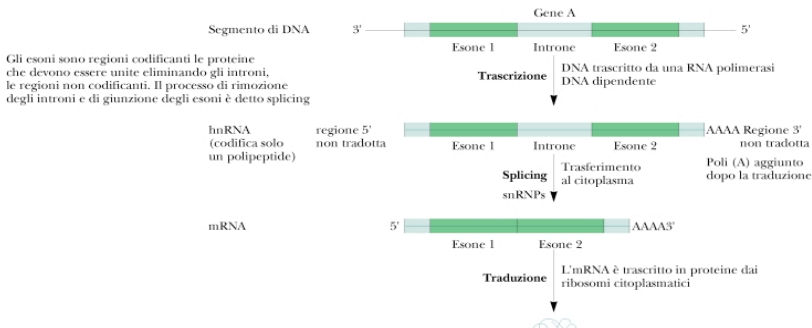 Gene A
Segmento di DNA 3' 5'
Esone 1 Introne Esone 2
Gli esoni sono regioni codificanti le proteine
che devono essere unite eliminando gli introni,
le regioni non codificanti. Il processo di rimozione
degli introni e di giunzione degli esoni è detto splicing
Trascrizione
DNA trascritto da una RNA polimerasi
DNA dipendente
hnRNA
(codifica solo
un polipeptide)
regione 5'
non tradotta
AAAA Regione 3'
non tradotta
Esone 1 Introne Esone 2
Poli (A) aggiunto
dopo la traduzione
Splicing
snRNPs
Trasferimento
al citoplasma
mRNA 5' AAAA3'
Esone 1 Esone 2
Traduzione
L'mRNA è trascritto in proteine dai
ribosomi citoplasmatici